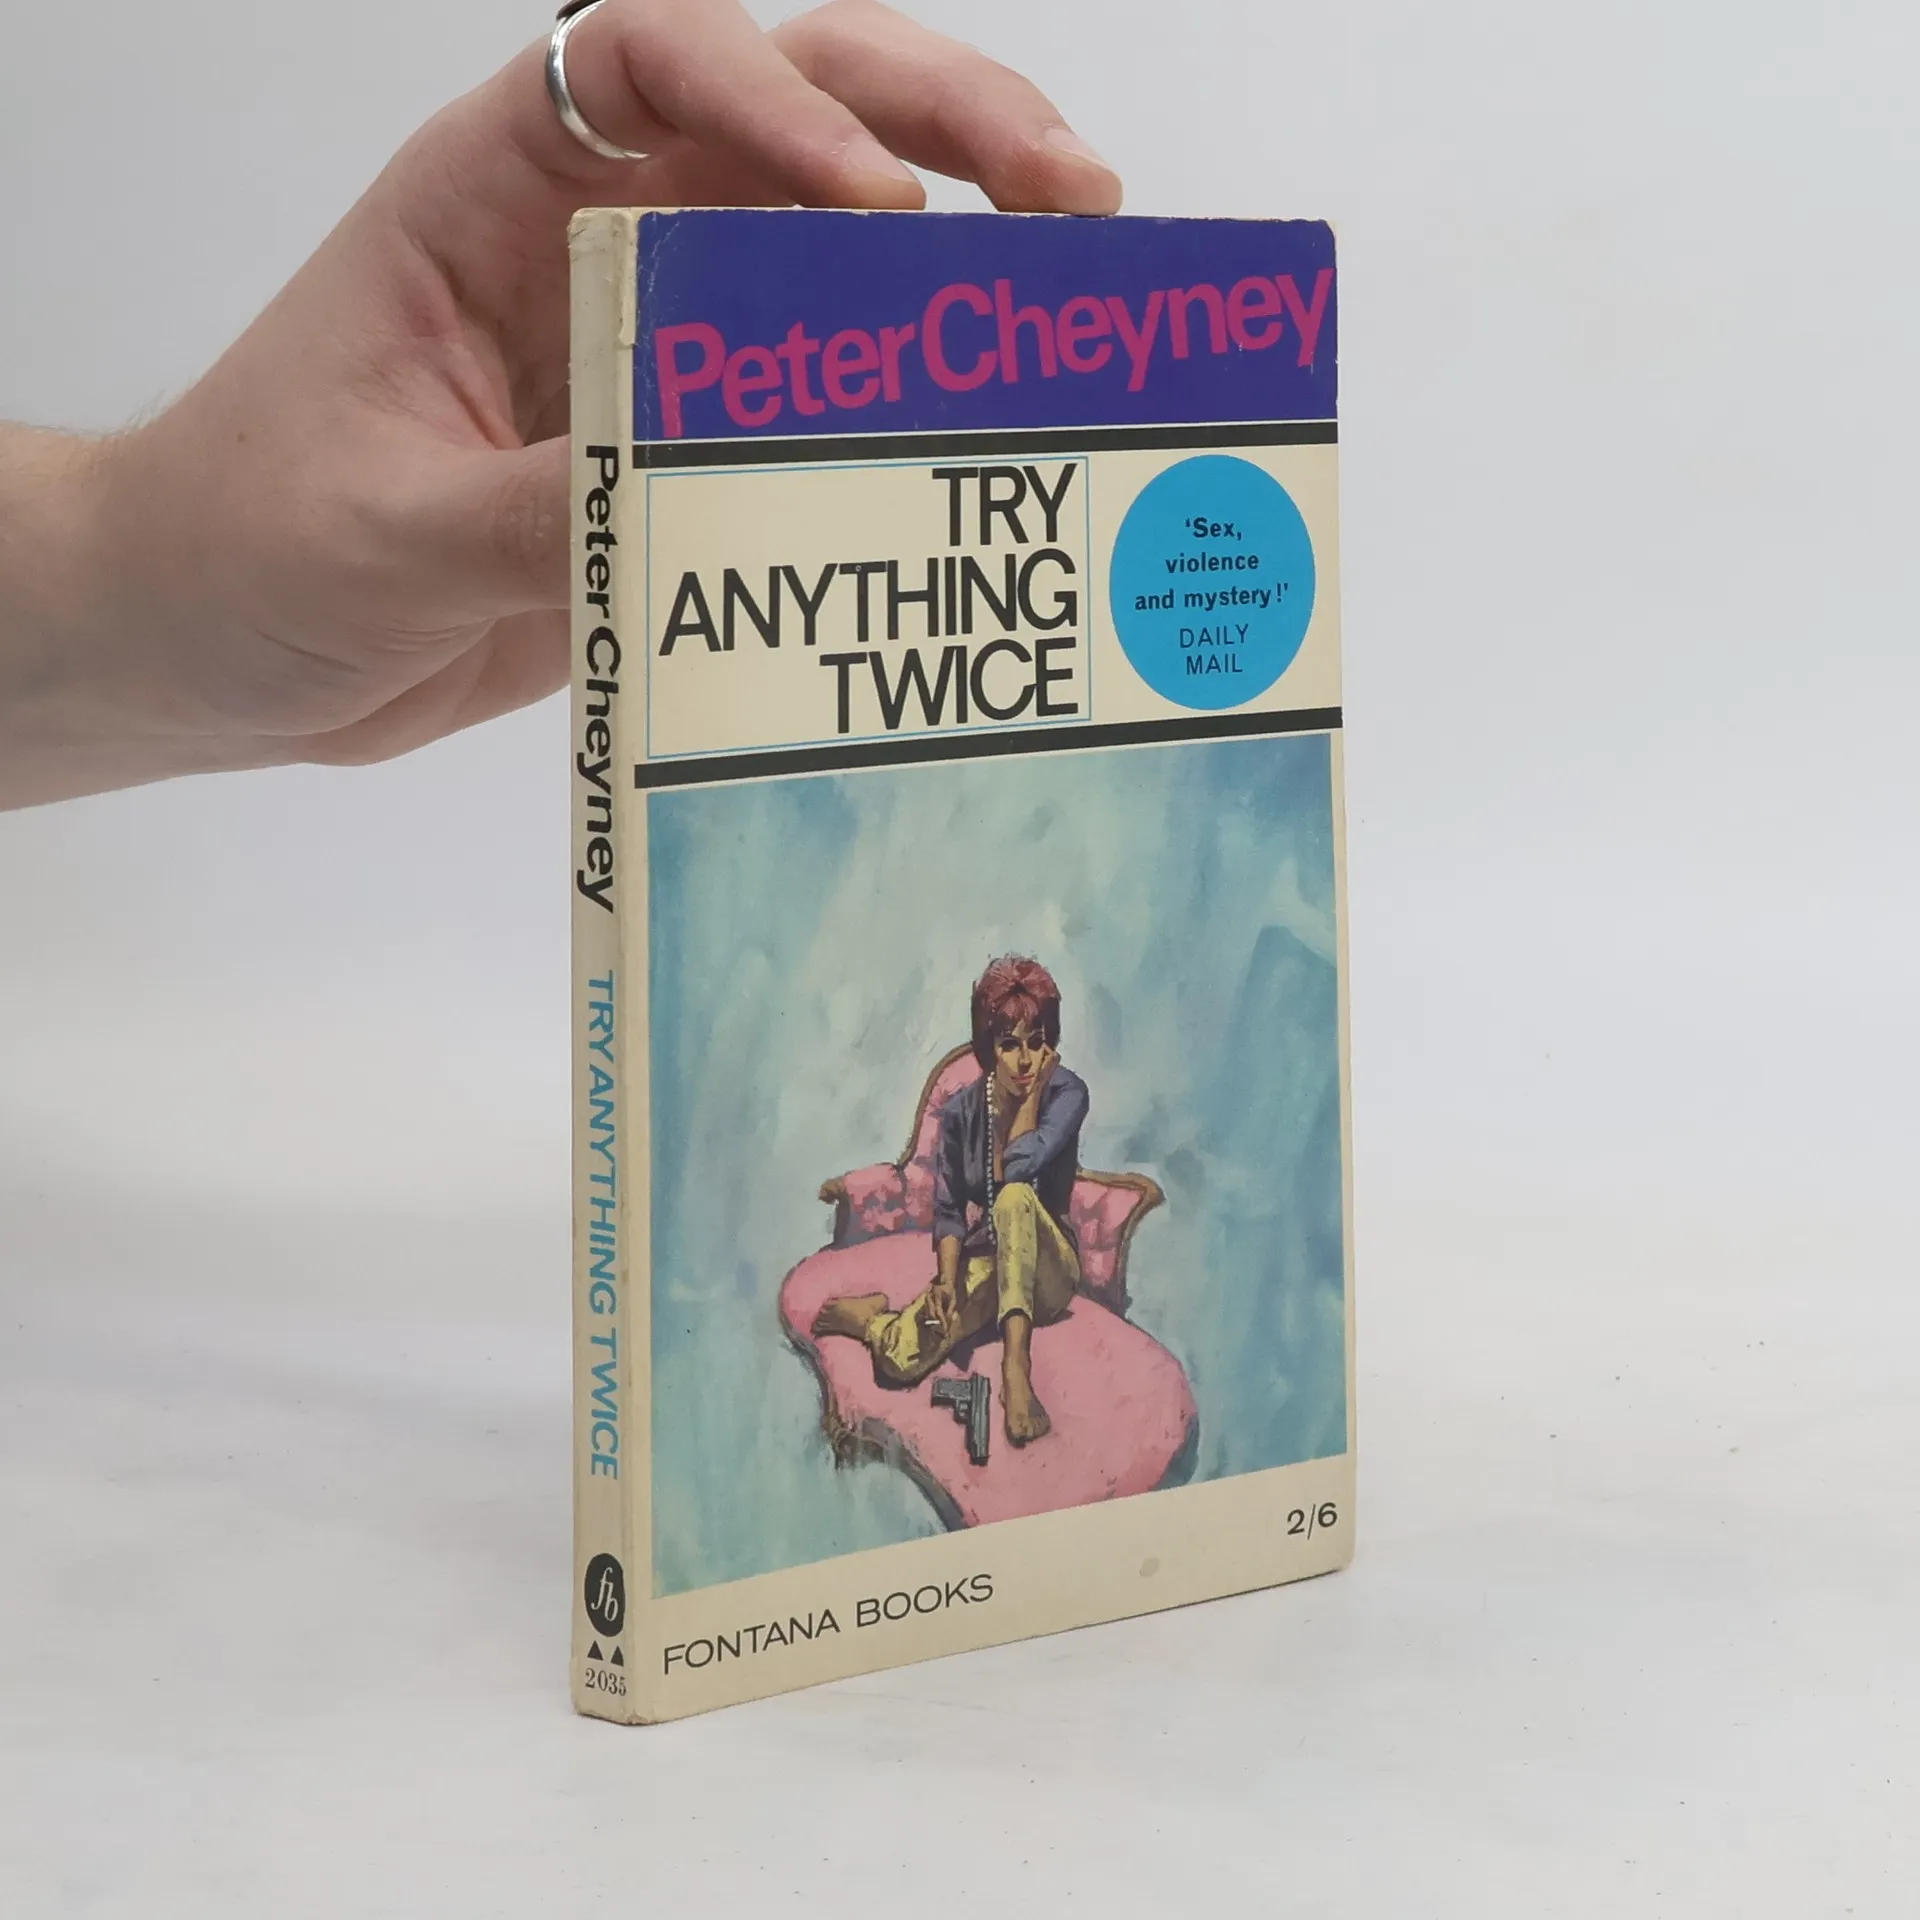 Peter Cheyney
TRY
ANYTHING
TWICE
‘Sex,
violence
and mystery!’
DAILY
MAIL
FONTANA BOOKS
2/6
Peter Cheyney TRY ANYTHING TWICE
fb
2035